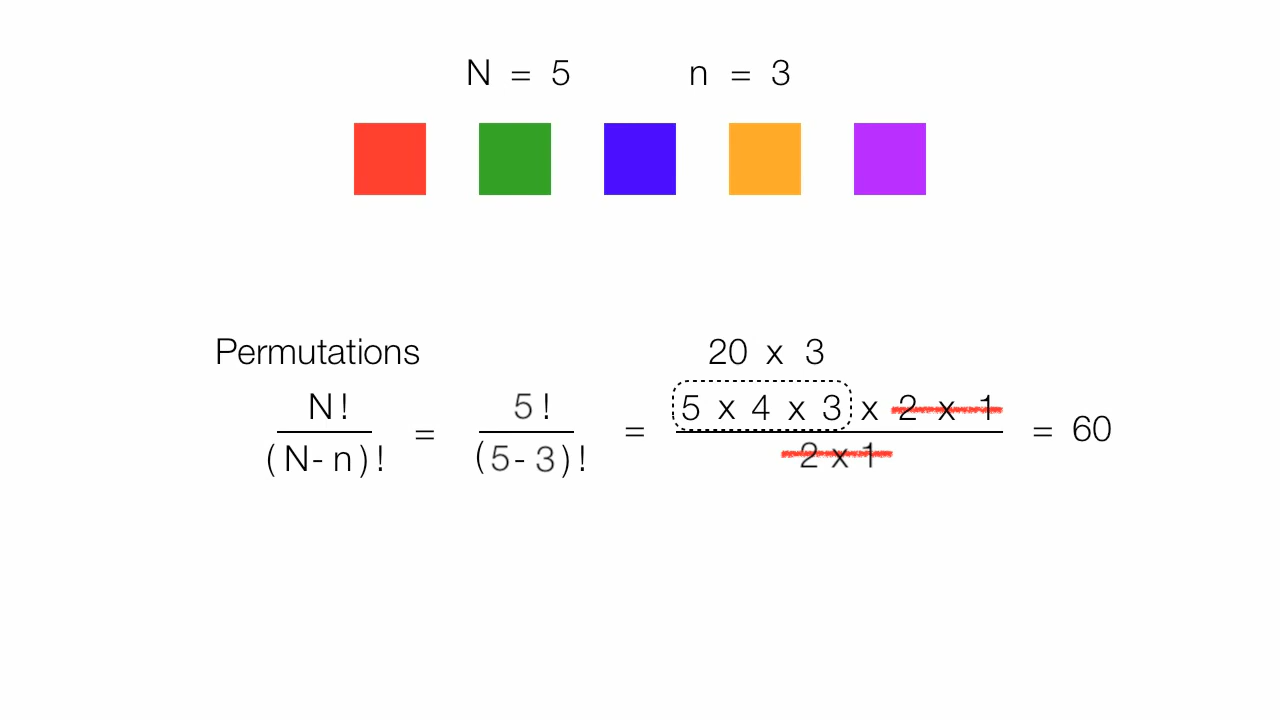 N = 5 n = 3
Permutations
20 x 3
N! / (N-n)! = 5! / (5-3)! = 5 x 4 x 3 x 2 x 1 / 2 x 1 = 60